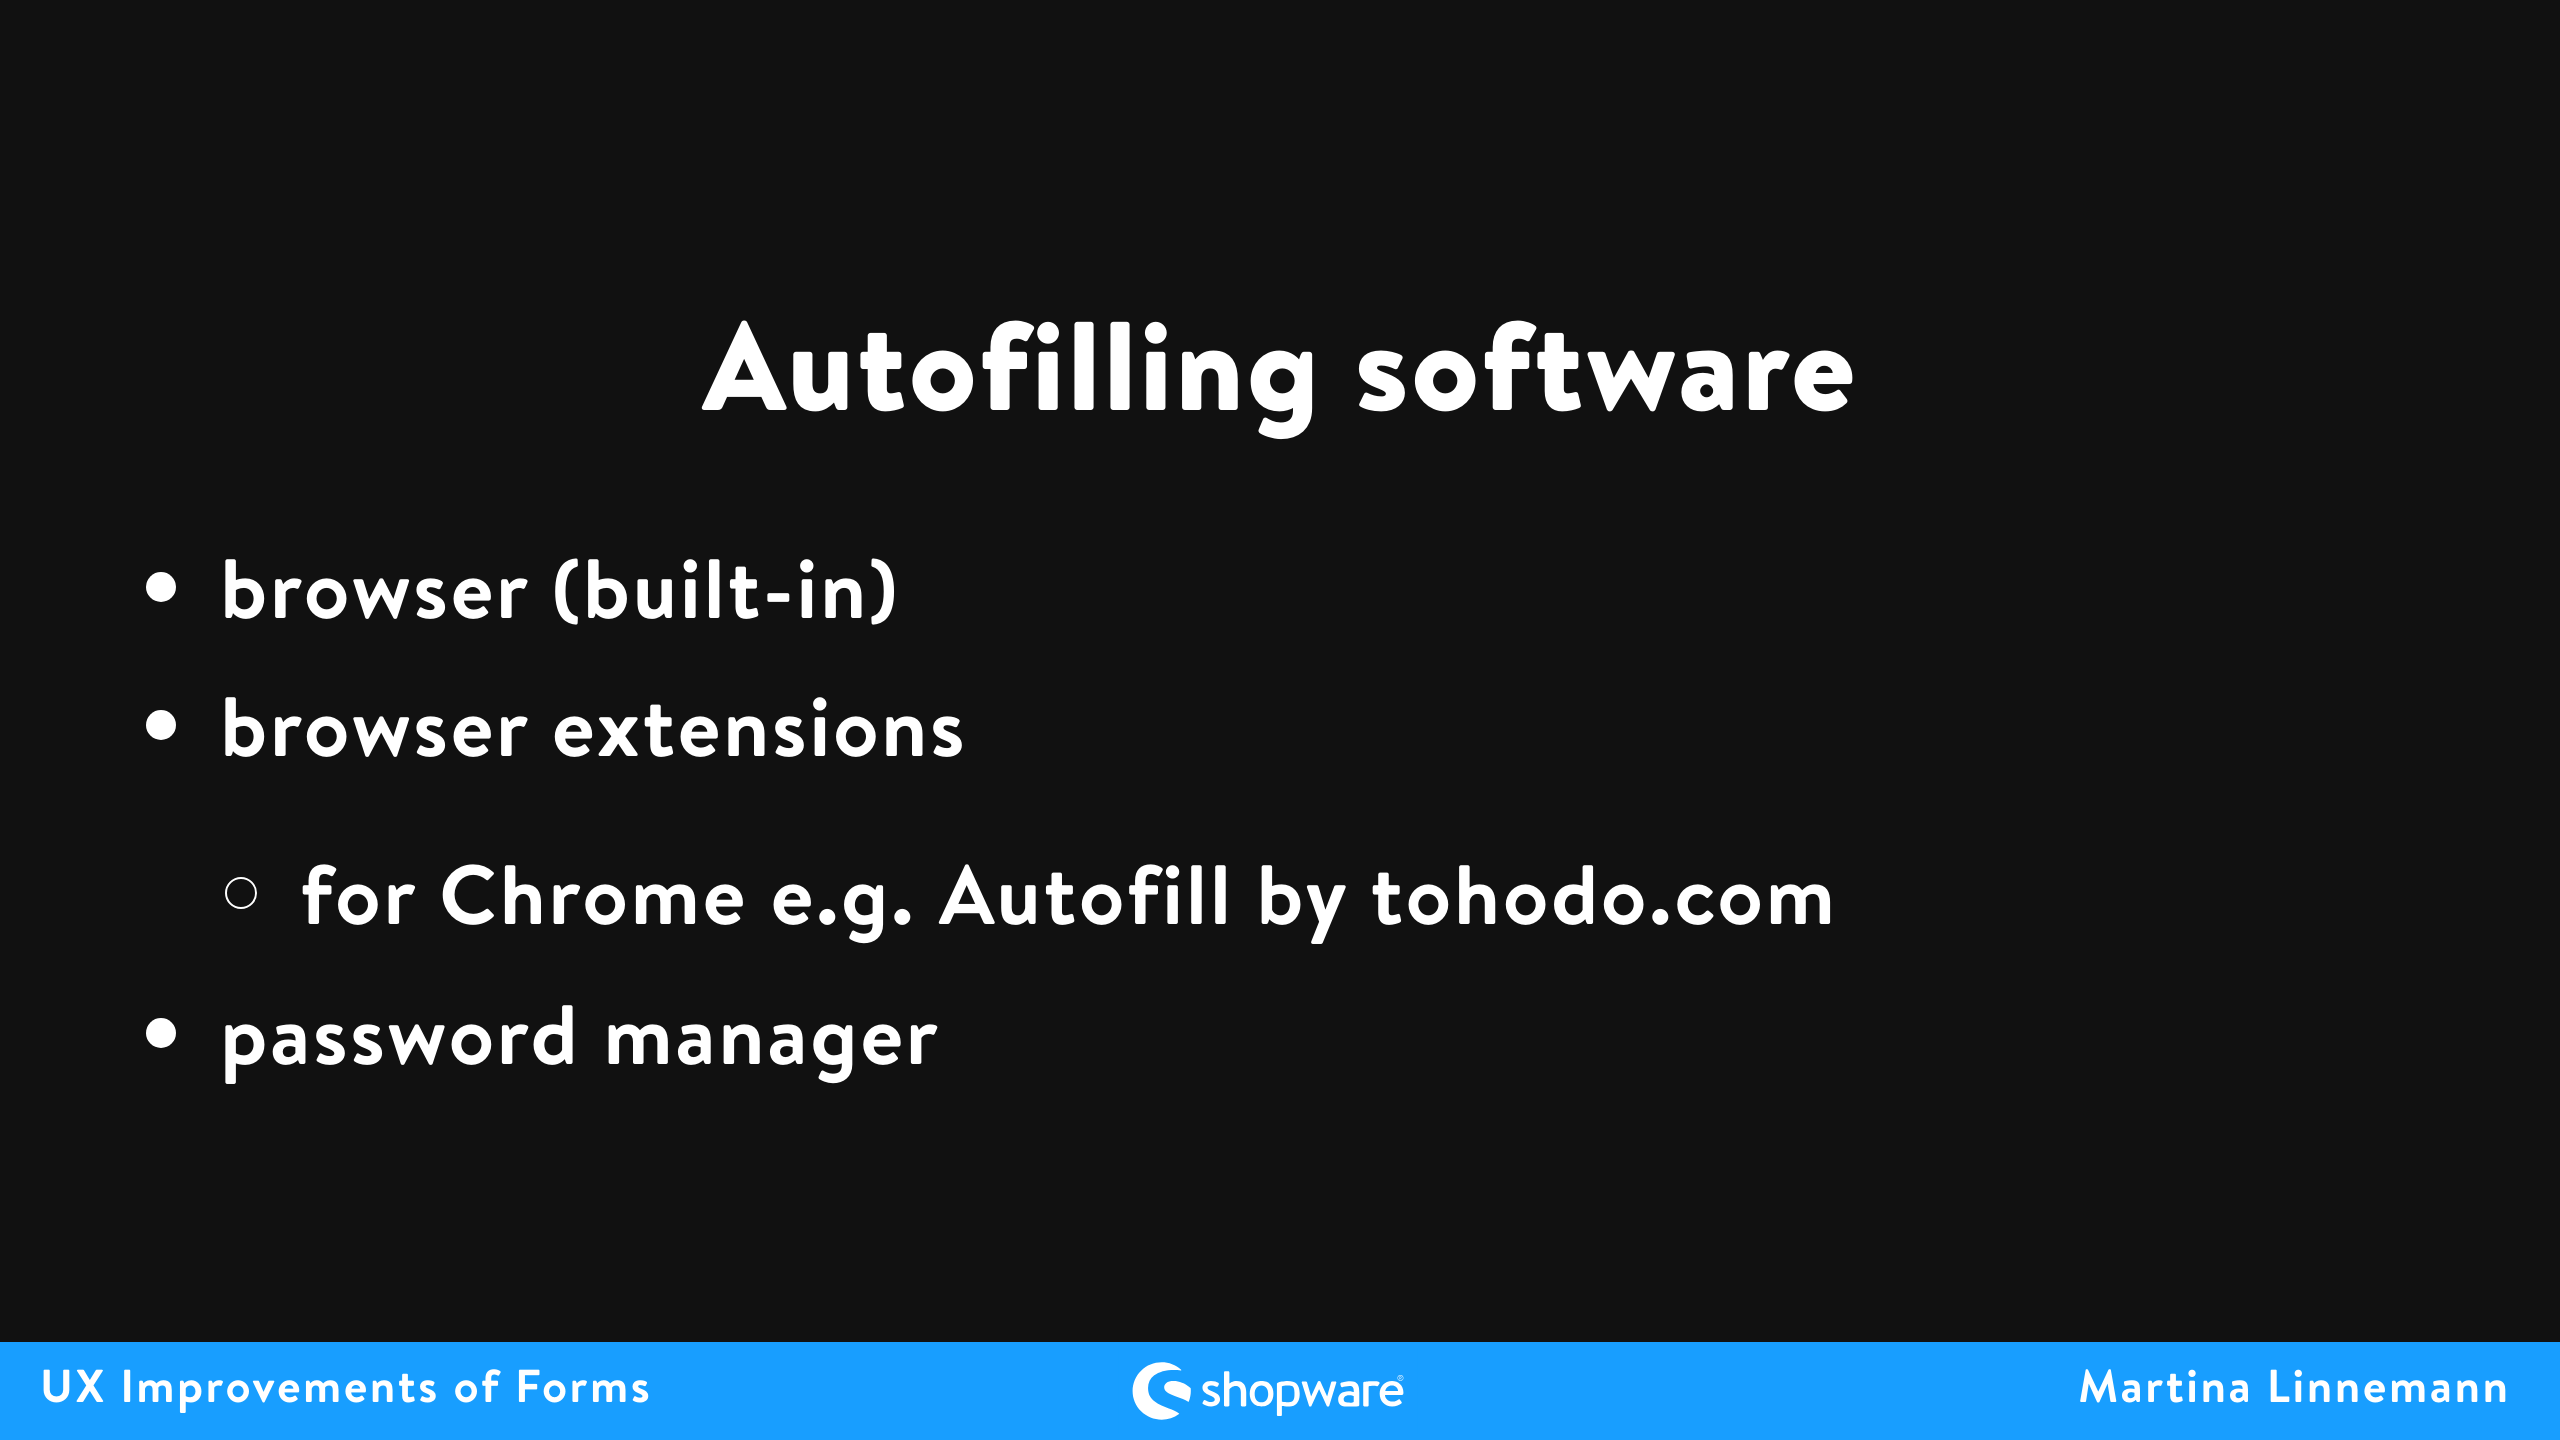 Autofilling software
• browser (built-in)
• browser extensions
○ for Chrome e.g. Autofill by tohodo.com
• password manager
UX Improvements of Forms
shopware®
Martina Linnemann